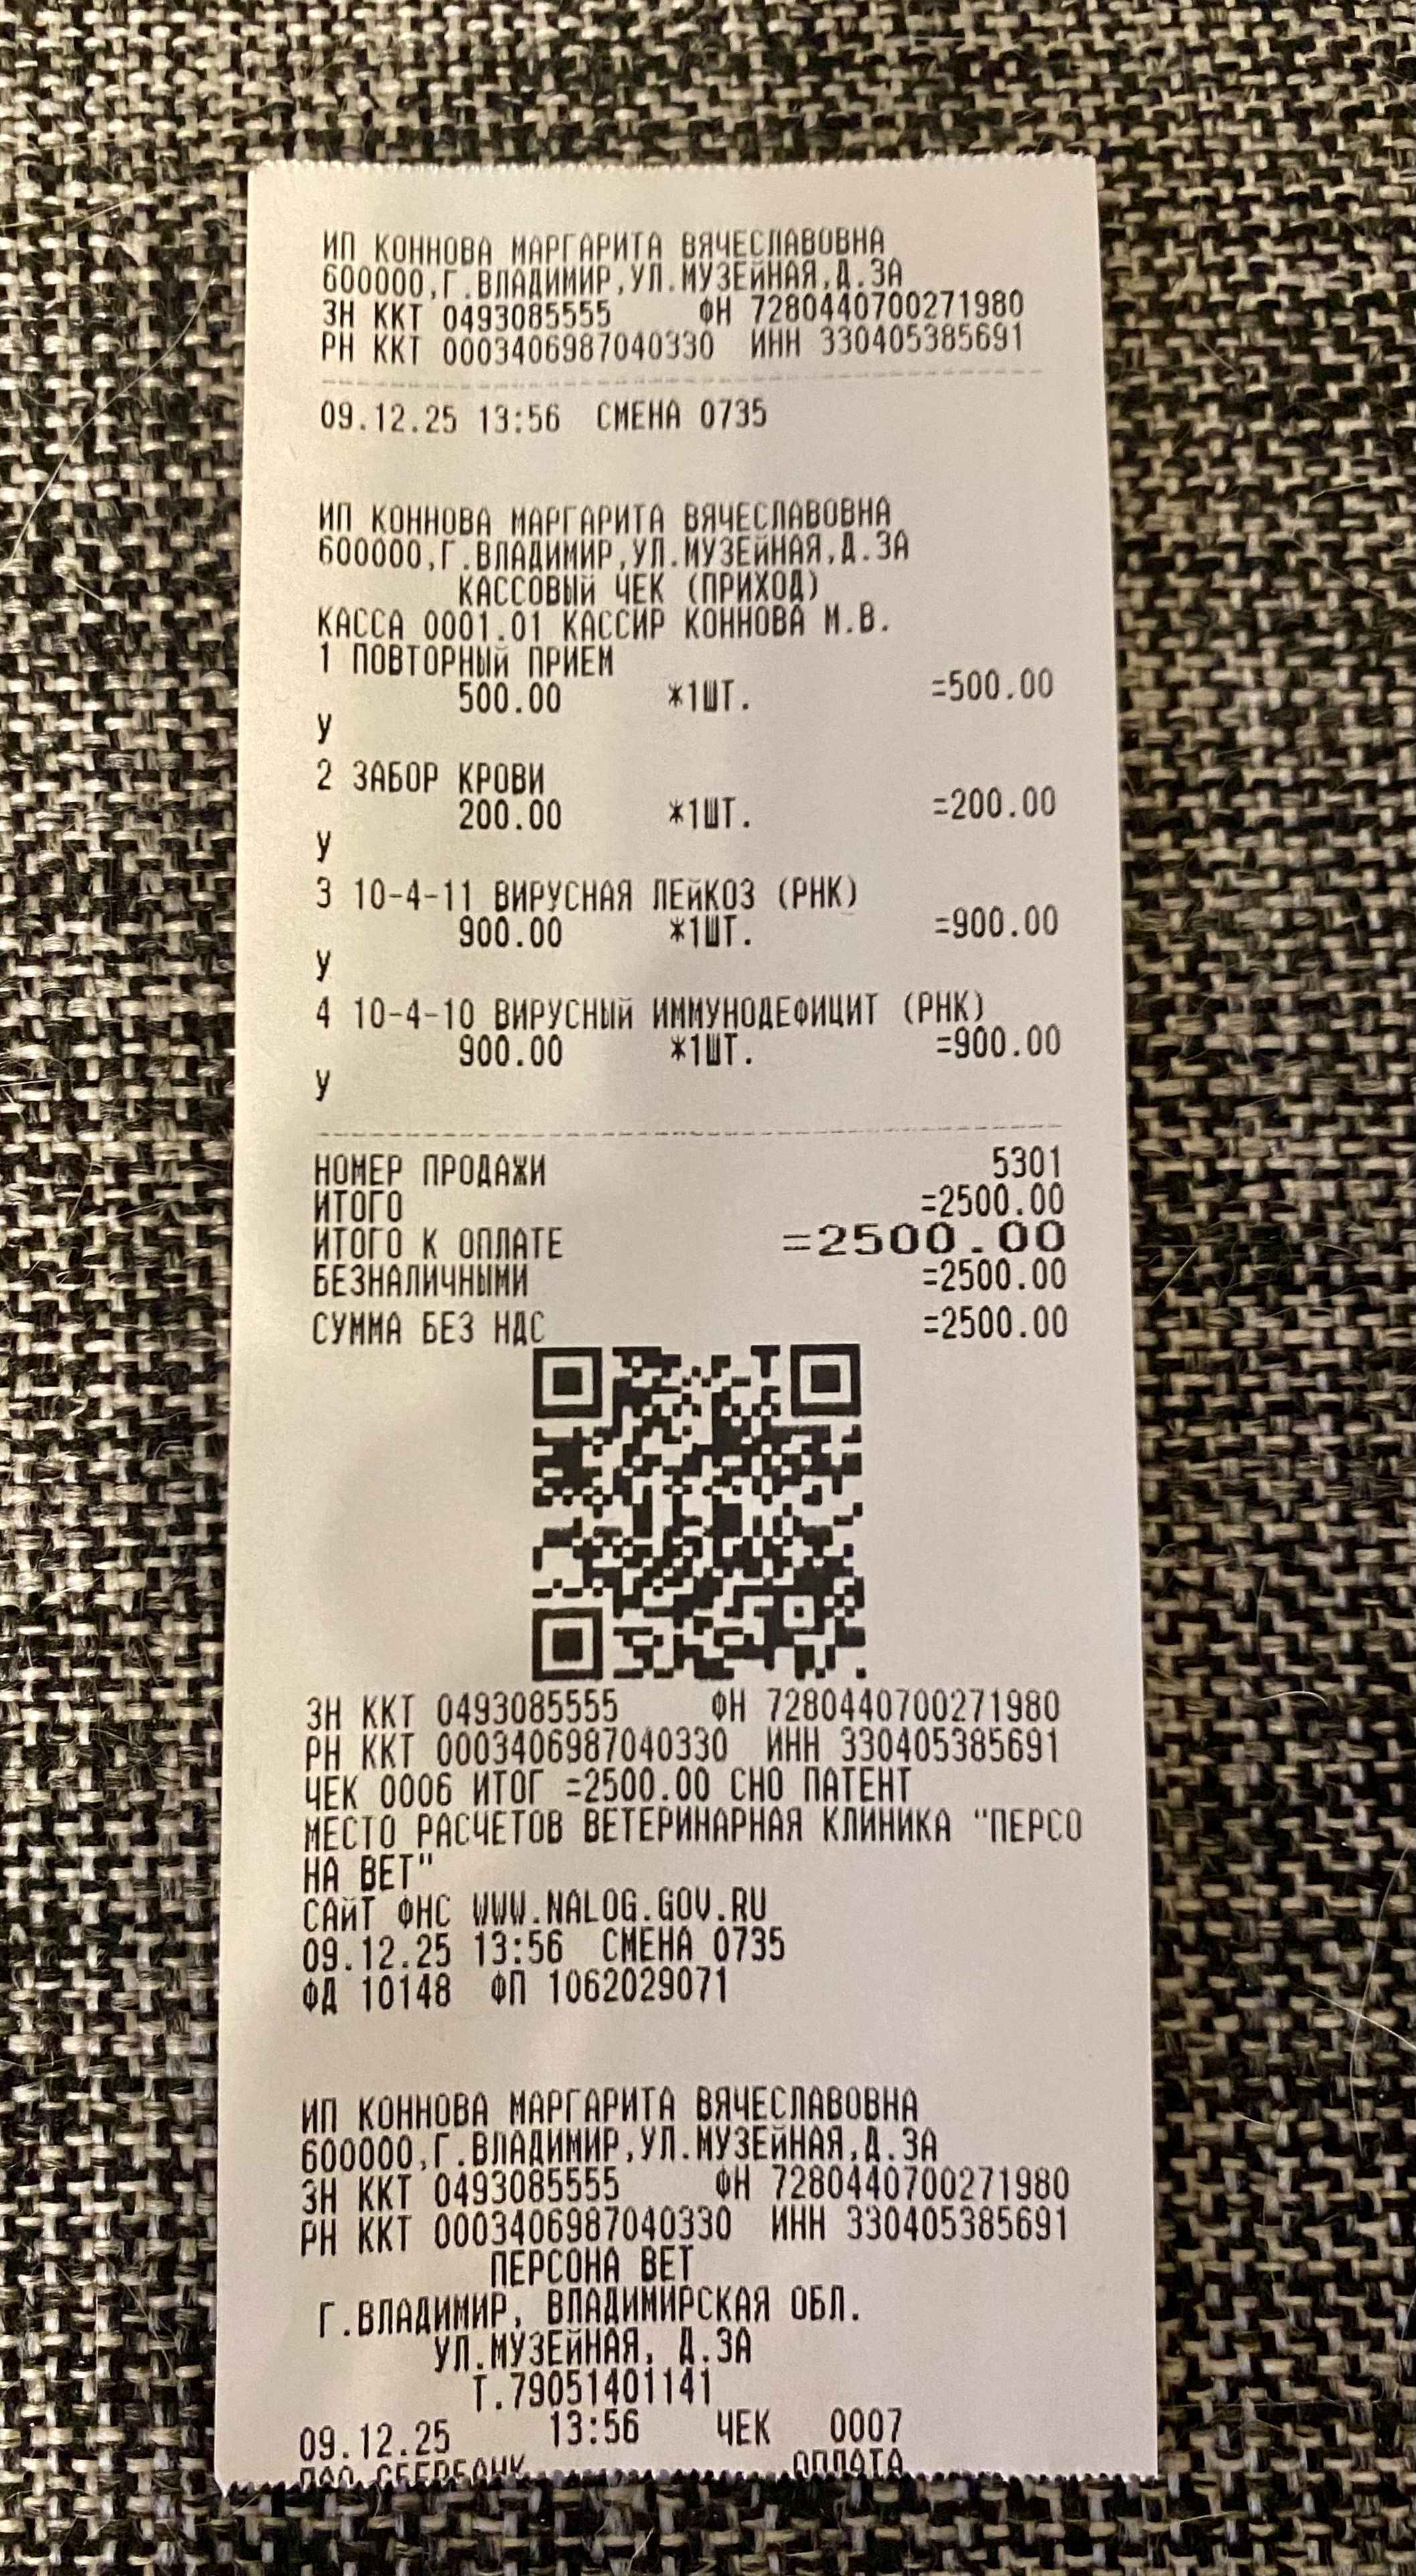 ИП КОННОВА МАРГАРИТА ВЯЧЕСЛАВОВНА
600000,Г.ВЛАДИМИР,УЛ.МУЗЕЙНАЯ,Д.3А
ЗН ККТ 0493085555 ФН 7280440700271980
РН ККТ 0003406987040330 ИНН 330405385691
09.12.25 13:56 СМЕНА 0735
ИП КОННОВА МАРГАРИТА ВЯЧЕСЛАВОВНА
600000,Г.ВЛАДИМИР,УЛ.МУЗЕЙНАЯ,Д.3А
КАССОВЫЙ ЧЕК (ПРИХОД)
КАССА 0001.01 КАССИР КОННОВА М.В.
1 ПОВТОРНЫЙ ПРИЕМ
500.00 *1ШТ. =500.00
У
2 ЗАБОР КРОВИ
200.00 *1ШТ. =200.00
У
3 10-4-11 ВИРУСНАЯ ЛЕЙКОЗ (РНК)
900.00 *1ШТ. =900.00
У
4 10-4-10 ВИРУСНЫЙ ИММУНОДЕФИЦИТ (РНК)
900.00 *1ШТ. =900.00
У
НОМЕР ПРОДАЖИ 5301
ИТОГО =2500.00
ИТОГО К ОПЛАТЕ =2500.00
БЕЗНАЛИЧНЫМИ =2500.00
СУММА БЕЗ НДС =2500.00
ЗН ККТ 0493085555 ФН 7280440700271980
РН ККТ 0003406987040330 ИНН 330405385691
ЧЕК 0006 ИТОГ =2500.00 СНО ПАТЕНТ
МЕСТО РАСЧЕТОВ ВЕТЕРИНАРНАЯ КЛИНИКА "ПЕРСО
НА ВЕТ"
САЙТ ФНС WWW.NALOG.GOV.RU
09.12.25 13:56 СМЕНА 0735
ФД 10148 ФП 1062029071
ИП КОННОВА МАРГАРИТА ВЯЧЕСЛАВОВНА
600000,Г.ВЛАДИМИР,УЛ.МУЗЕЙНАЯ,Д.3А
ЗН ККТ 0493085555 ФН 7280440700271980
РН ККТ 0003406987040330 ИНН 330405385691
ПЕРСОНА ВЕТ
Г.ВЛАДИМИР, ВЛАДИМИРСКАЯ ОБЛ.
УЛ.МУЗЕЙНАЯ, Д.3А
Т.79051401141
09.12.25 13:56 ЧЕК 0007
ПАО СБЕРБАНК ОПЛАТА